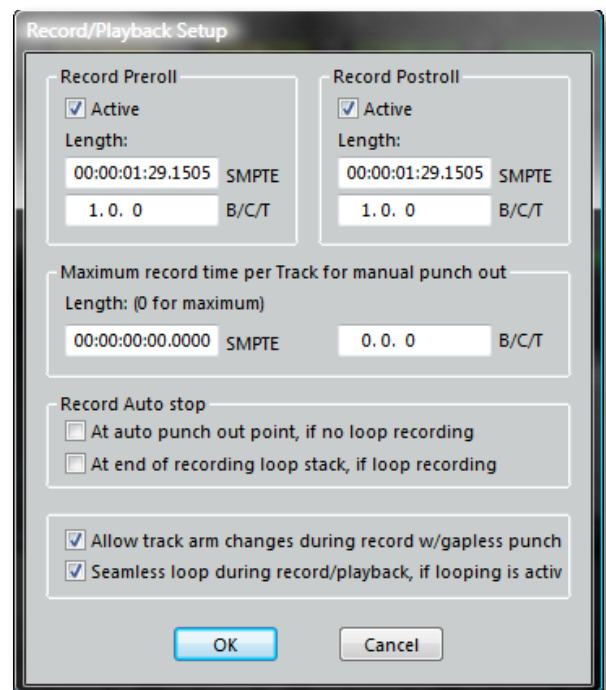 Record/Playback Setup
Record Preroll
Active
Length:
00:00:01:29.1505 SMPTE
1. 0. 0 B/C/T
Record Postroll
Active
Length:
00:00:01:29.1505 SMPTE
1. 0. 0 B/C/T
Maximum record time per Track for manual punch out
Length: (0 for maximum)
00:00:00:00.0000 SMPTE 0. 0. 0 B/C/T
Record Auto stop
At auto punch out point, if no loop recording
At end of recording loop stack, if loop recording
Allow track arm changes during record w/gapless punch
Seamless loop during record/playback, if looping is activ
OK Cancel